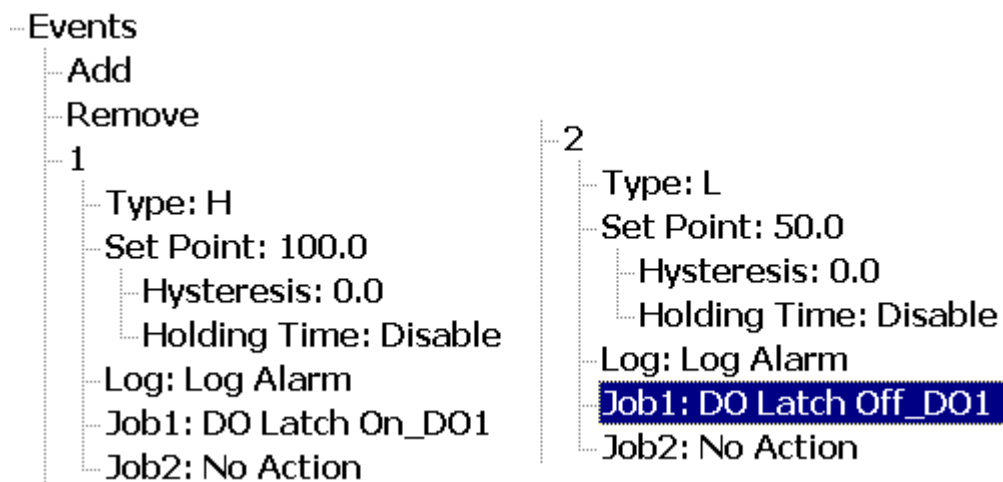 Events
Add
Remove
1
Type: H
Set Point: 100.0
Hysteresis: 0.0
Holding Time: Disable
Log: Log Alarm
Job1: DO Latch On_DO1
Job2: No Action
2
Type: L
Set Point: 50.0
Hysteresis: 0.0
Holding Time: Disable
Log: Log Alarm
Job1: DO Latch Off_DO1
Job2: No Action